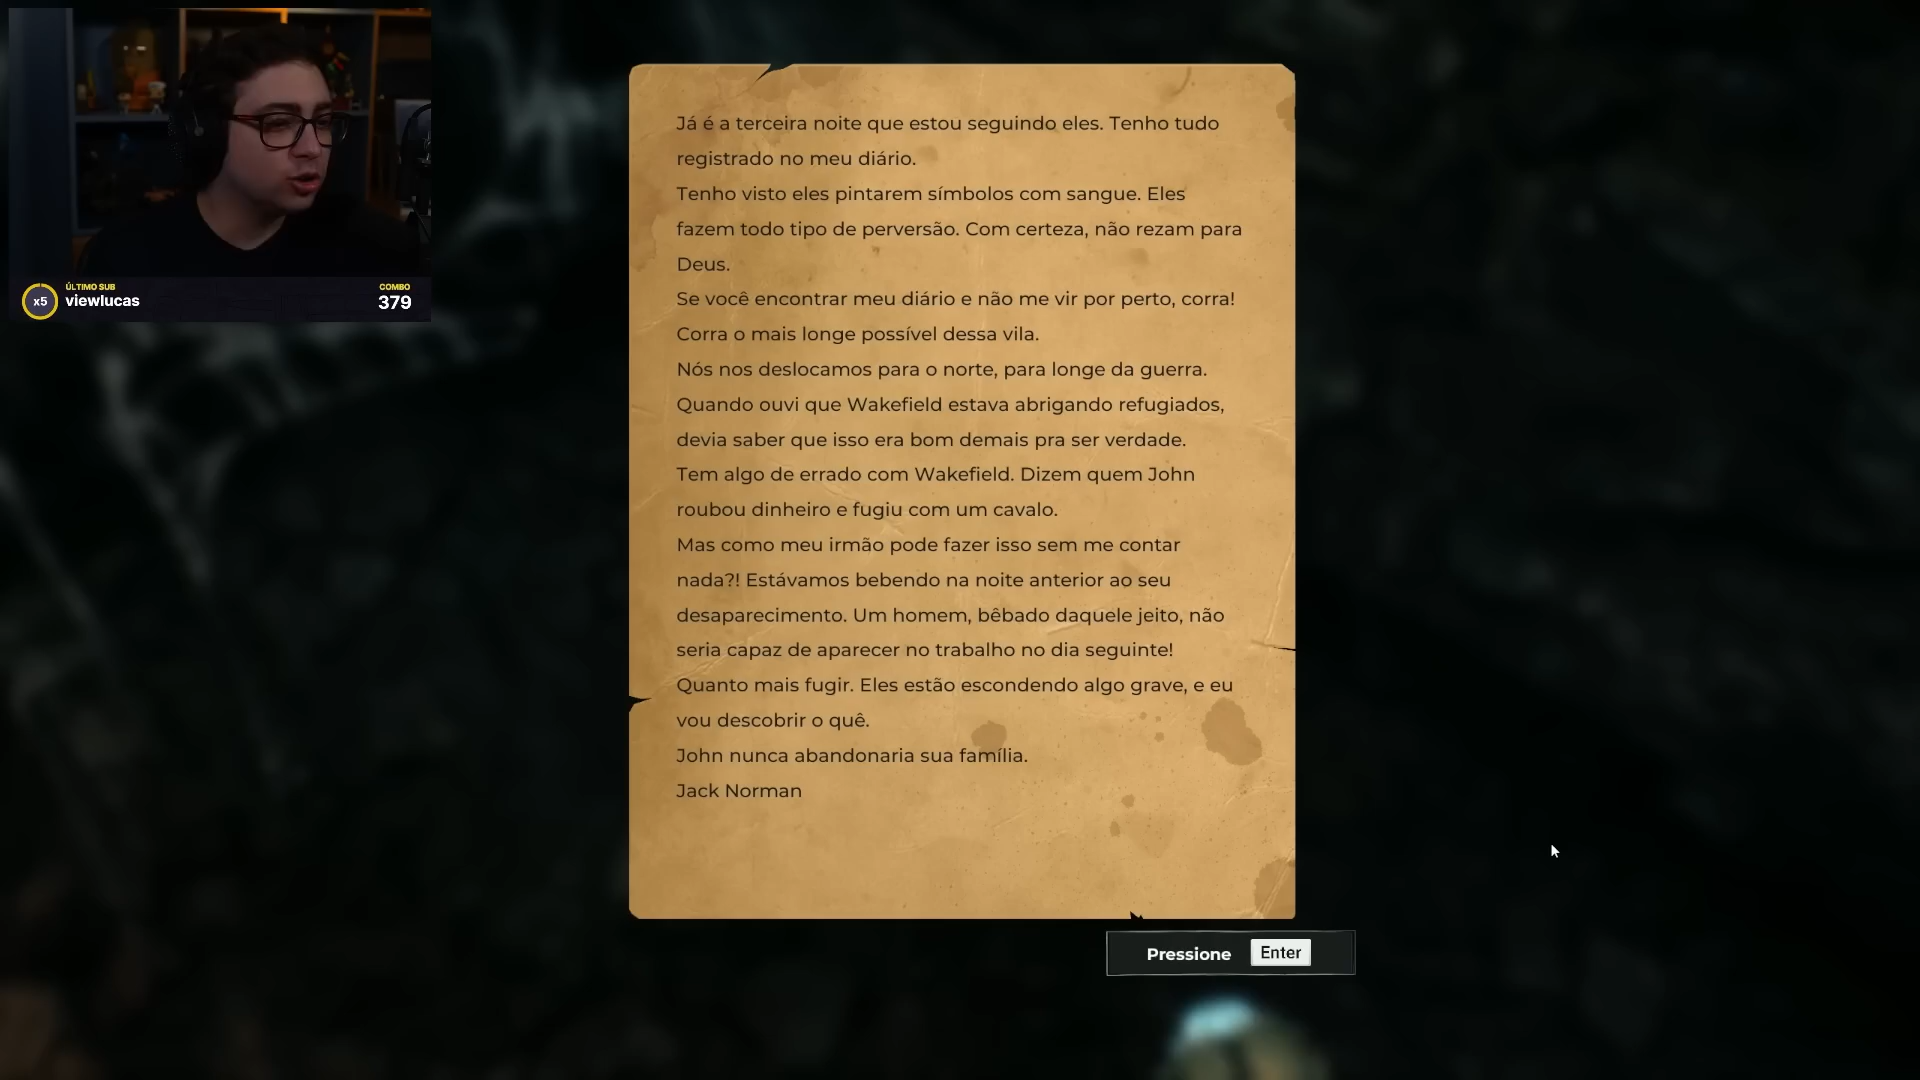 x5
ÚLTIMO SUB
viewlucas
COMBO
379
Já é a terceira noite que estou seguindo eles. Tenho tudo
registrado no meu diário.
Tenho visto eles pintarem símbolos com sangue. Eles
fazem todo tipo de perversão. Com certeza, não rezam para
Deus.
Se você encontrar meu diário e não me vir por perto, corra!
Corra o mais longe possível dessa vila.
Nós nos deslocamos para o norte, para longe da guerra.
Quando ouvi que Wakefield estava abrigando refugiados,
devia saber que isso era bom demais pra ser verdade.
Tem algo de errado com Wakefield. Dizem quem John
roubou dinheiro e fugiu com um cavalo.
Mas como meu irmão pode fazer isso sem me contar
nada?! Estávamos bebendo na noite anterior ao seu
desaparecimento. Um homem, bêbado daquele jeito, não
seria capaz de aparecer no trabalho no dia seguinte!
Quanto mais fugir. Eles estão escondendo algo grave, e eu
vou descobrir o quê.
John nunca abandonaria sua família.
Jack Norman
Pressione Enter